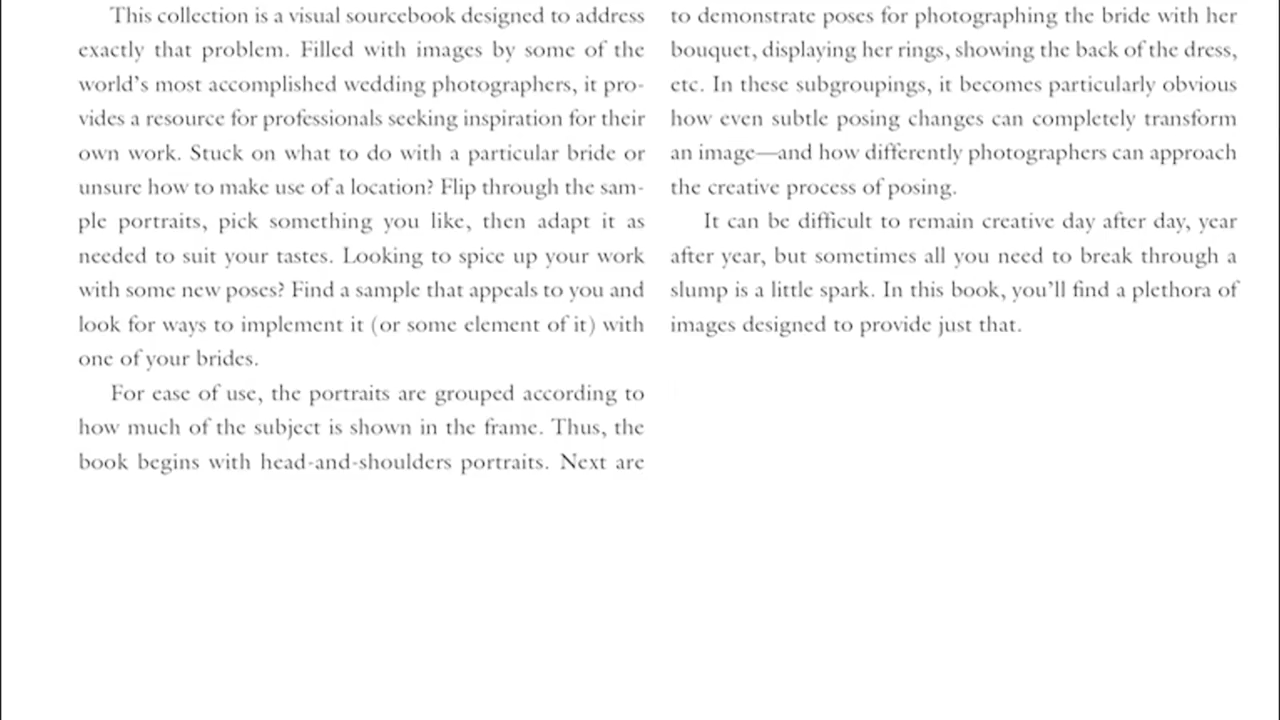 This collection is a visual sourcebook designed to address
exactly that problem. Filled with images by some of the
world’s most accomplished wedding photographers, it pro-
vides a resource for professionals seeking inspiration for their
own work. Stuck on what to do with a particular bride or
unsure how to make use of a location? Flip through the sam-
ple portraits, pick something you like, then adapt it as
needed to suit your tastes. Looking to spice up your work
with some new poses? Find a sample that appeals to you and
look for ways to implement it (or some element of it) with
one of your brides.
For ease of use, the portraits are grouped according to
how much of the subject is shown in the frame. Thus, the
book begins with head-and-shoulders portraits. Next are
to demonstrate poses for photographing the bride with her
bouquet, displaying her rings, showing the back of the dress,
etc. In these subgroupings, it becomes particularly obvious
how even subtle posing changes can completely transform
an image—and how differently photographers can approach
the creative process of posing.
It can be difficult to remain creative day after day, year
after year, but sometimes all you need to break through a
slump is a little spark. In this book, you’ll find a plethora of
images designed to provide just that.